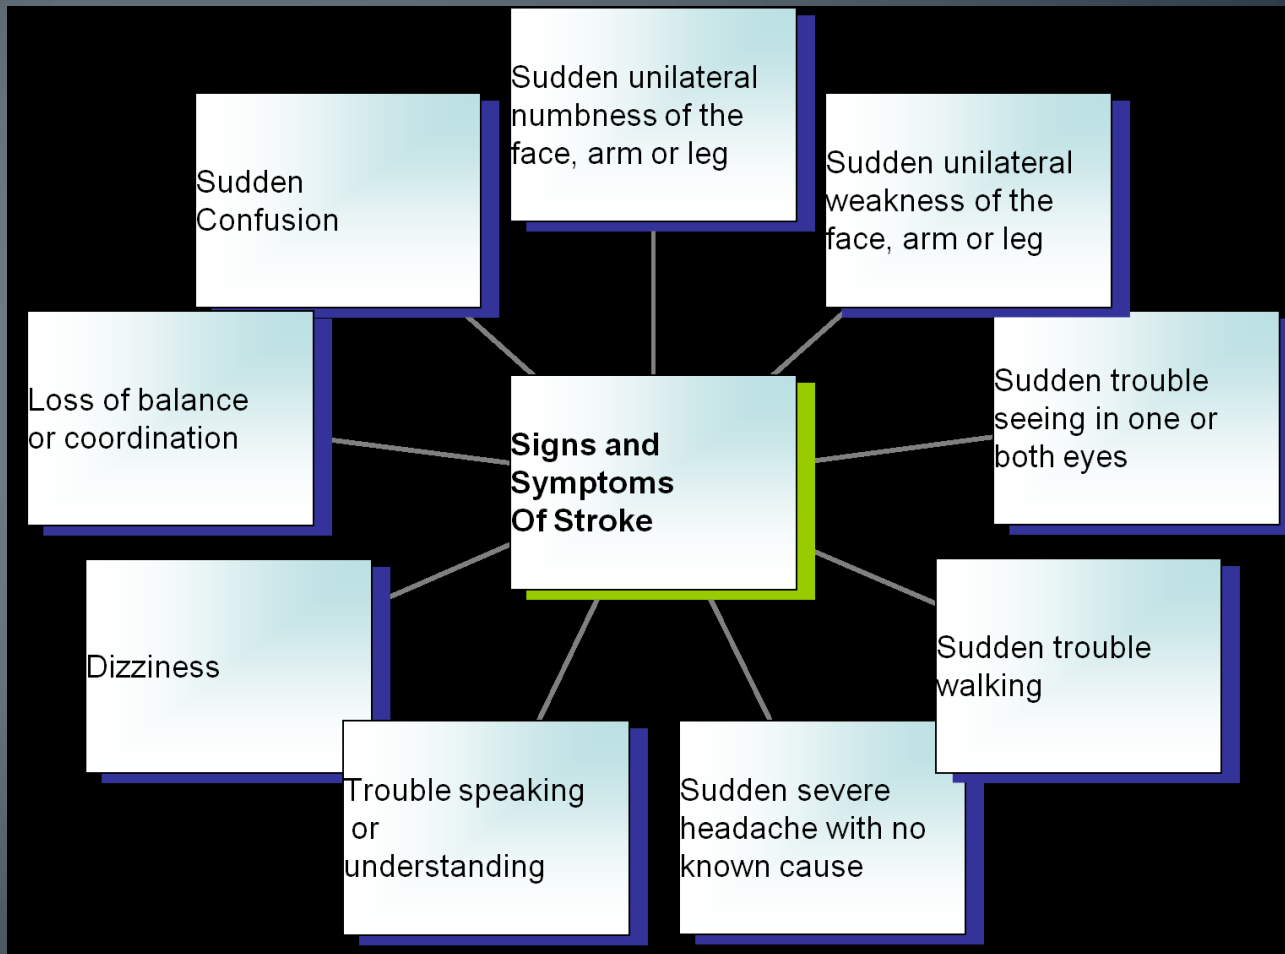 Sudden unilateral
numbness of the
face, arm or leg
Sudden
Confusion
Sudden unilateral
weakness of the
face, arm or leg
Loss of balance
or coordination
Signs and
Symptoms
Of Stroke
Sudden trouble
seeing in one or
both eyes
Dizziness
Sudden trouble
walking
Trouble speaking
or
understanding
Sudden severe
headache with no
known cause